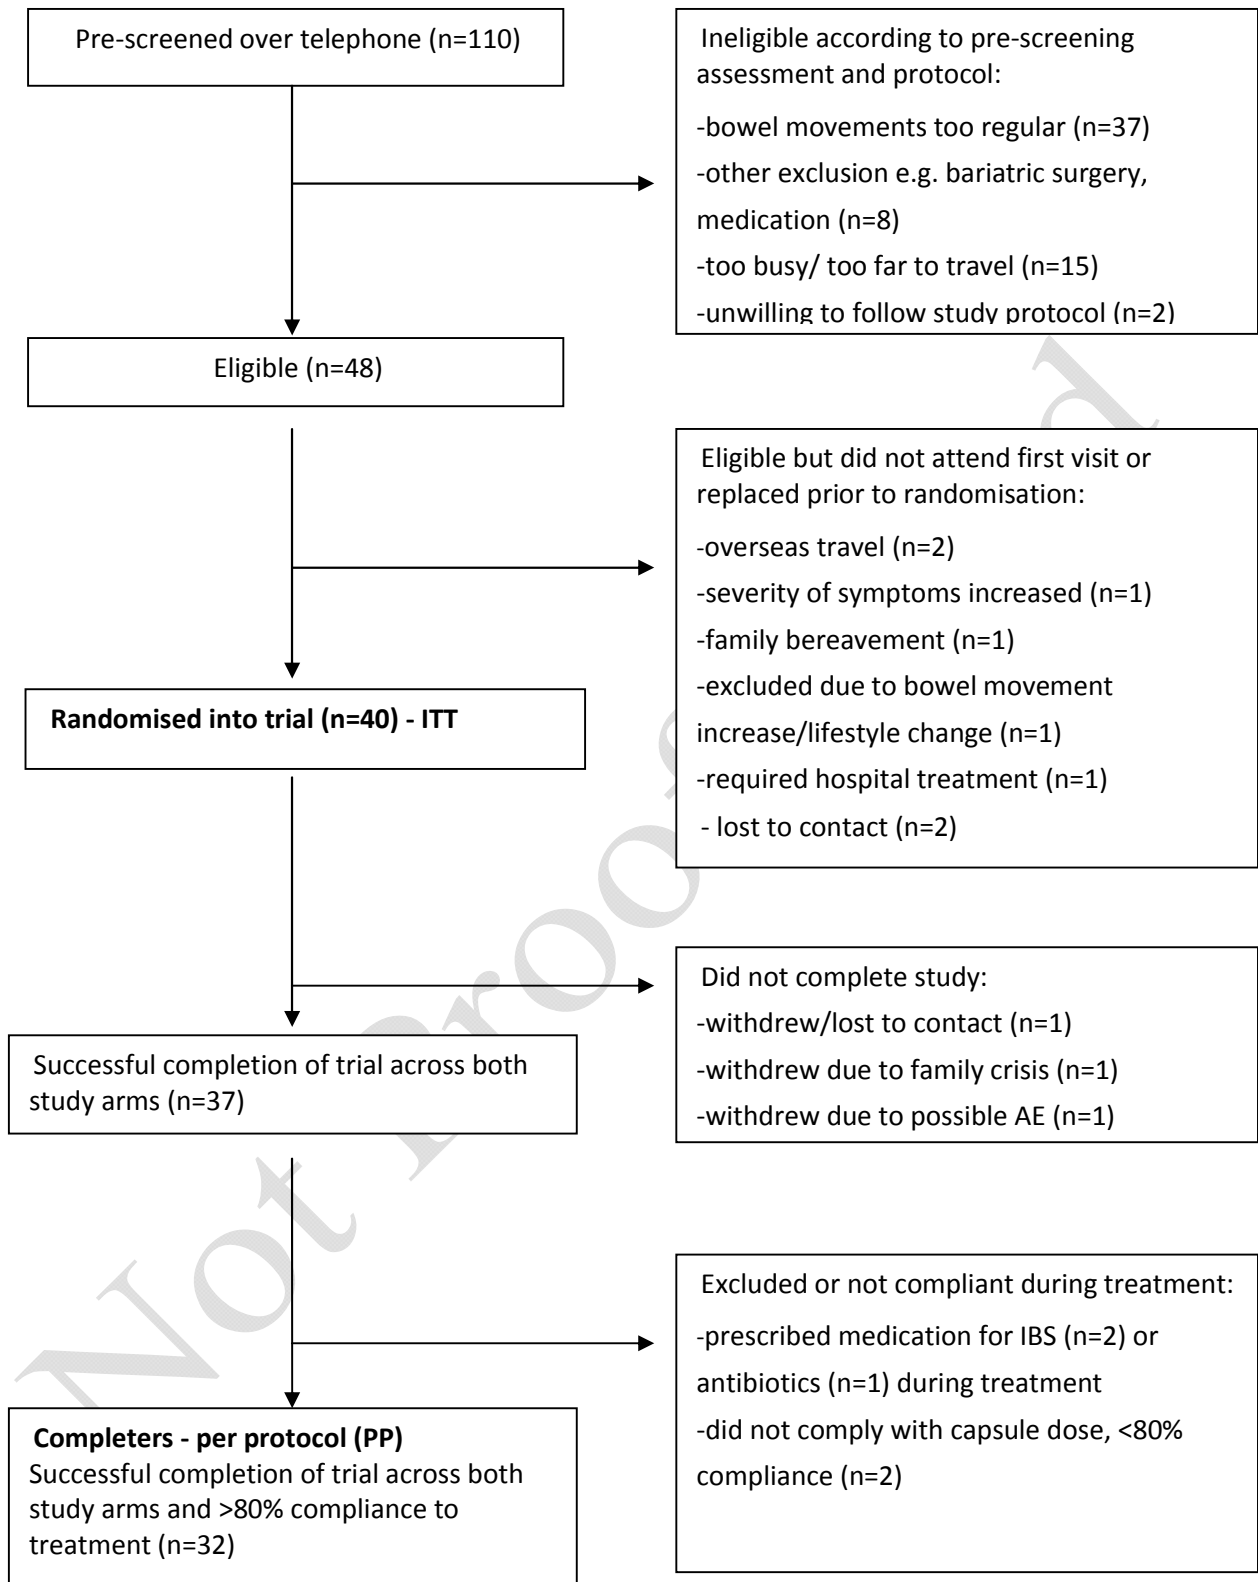 Pre-screened over telephone (n=110)
Ineligible according to pre-screening
assessment and protocol:
-bowel movements too regular (n=37)
-other exclusion e.g. bariatric surgery,
medication (n=8)
-too busy/ too far to travel (n=15)
-unwilling to follow study protocol (n=2)
Eligible (n=48)
Eligible but did not attend first visit or
replaced prior to randomisation:
-overseas travel (n=2)
-severity of symptoms increased (n=1)
-family bereavement (n=1)
-excluded due to bowel movement
increase/lifestyle change (n=1)
-required hospital treatment (n=1)
- lost to contact (n=2)
Randomised into trial (n=40) - ITT
Did not complete study:
-withdrew/lost to contact (n=1)
-withdrew due to family crisis (n=1)
-withdrew due to possible AE (n=1)
Successful completion of trial across both
study arms (n=37)
Excluded or not compliant during treatment:
-prescribed medication for IBS (n=2) or
antibiotics (n=1) during treatment
-did not comply with capsule dose, <80%
compliance (n=2)
Completers - per protocol (PP)
Successful completion of trial across both
study arms and >80% compliance to
treatment (n=32)
Not